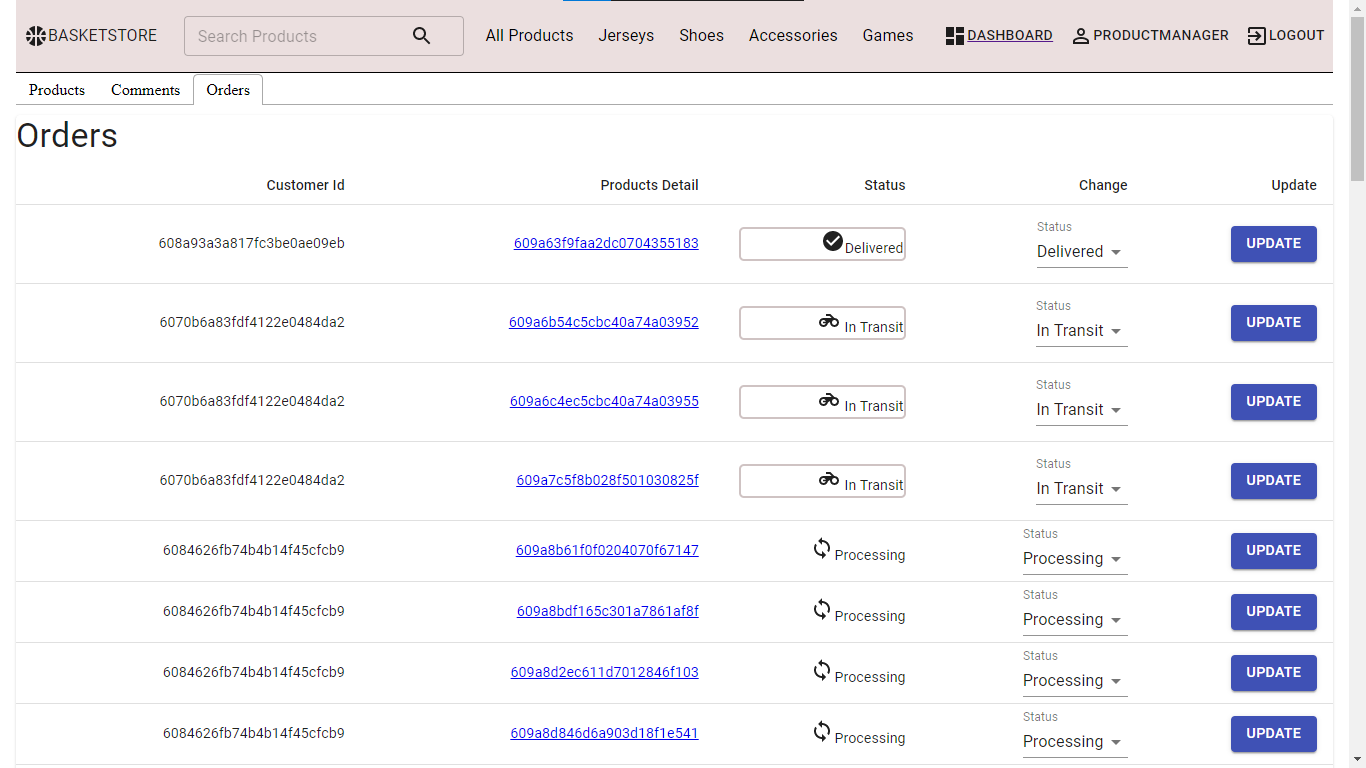 BASKETSTORE Search Products All Products Jerseys Shoes Accessories Games DASHBOARD PRODUCTMANAGER LOGOUT
Products Comments Orders
Orders
Customer Id Products Detail Status Change Update
608a93a3a817fc3be0ae09eb 609a63f9faa2dc0704355183 Delivered Status Delivered UPDATE
6070b6a83fdf4122e0484da2 609a6b54c5cbc40a74a03952 In Transit Status In Transit UPDATE
6070b6a83fdf4122e0484da2 609a6c4ec5cbc40a74a03955 In Transit Status In Transit UPDATE
6070b6a83fdf4122e0484da2 609a7c5f8b028f501030825f In Transit Status In Transit UPDATE
6084626fb74b4b14f45cfcb9 609a8b61f0f0204070f67147 Processing Status Processing UPDATE
6084626fb74b4b14f45cfcb9 609a8bdf165c301a7861af8f Processing Status Processing UPDATE
6084626fb74b4b14f45cfcb9 609a8d2ec611d7012846f103 Processing Status Processing UPDATE
6084626fb74b4b14f45cfcb9 609a8d846d6a903d18f1e541 Processing Status Processing UPDATE